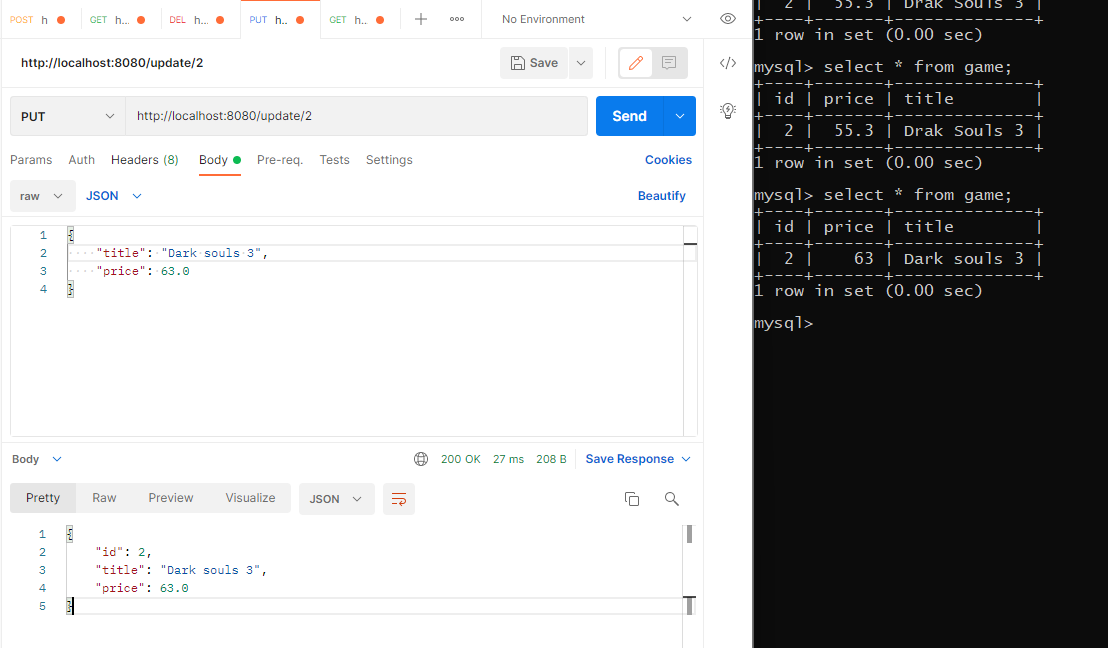 POST h GET h... DEL h... PUT h.. GET h.. No Environment
http://localhost:8080/update/2 Save
PUT http://localhost:8080/update/2 Send
Params Auth Headers (8) Body Pre-req. Tests Settings Cookies
raw JSON Beautify
1 {
2 "title": "Dark souls 3",
3 "price": 63.0
4 }
Body 200 OK 27 ms 208 B Save Response
Pretty Raw Preview Visualize JSON
1 {
2 "id": 2,
3 "title": "Dark souls 3",
4 "price": 63.0
5 }
| 2 | 55.3 | Drak Souls 3 |
+----+-------+--------------+
1 row in set (0.00 sec)
mysql> select * from game;
+----+-------+--------------+
| id | price | title |
+----+-------+--------------+
| 2 | 55.3 | Drak Souls 3 |
+----+-------+--------------+
1 row in set (0.00 sec)
mysql> select * from game;
+----+-------+--------------+
| id | price | title |
+----+-------+--------------+
| 2 | 63 | Dark souls 3 |
+----+-------+--------------+
1 row in set (0.00 sec)
mysql>